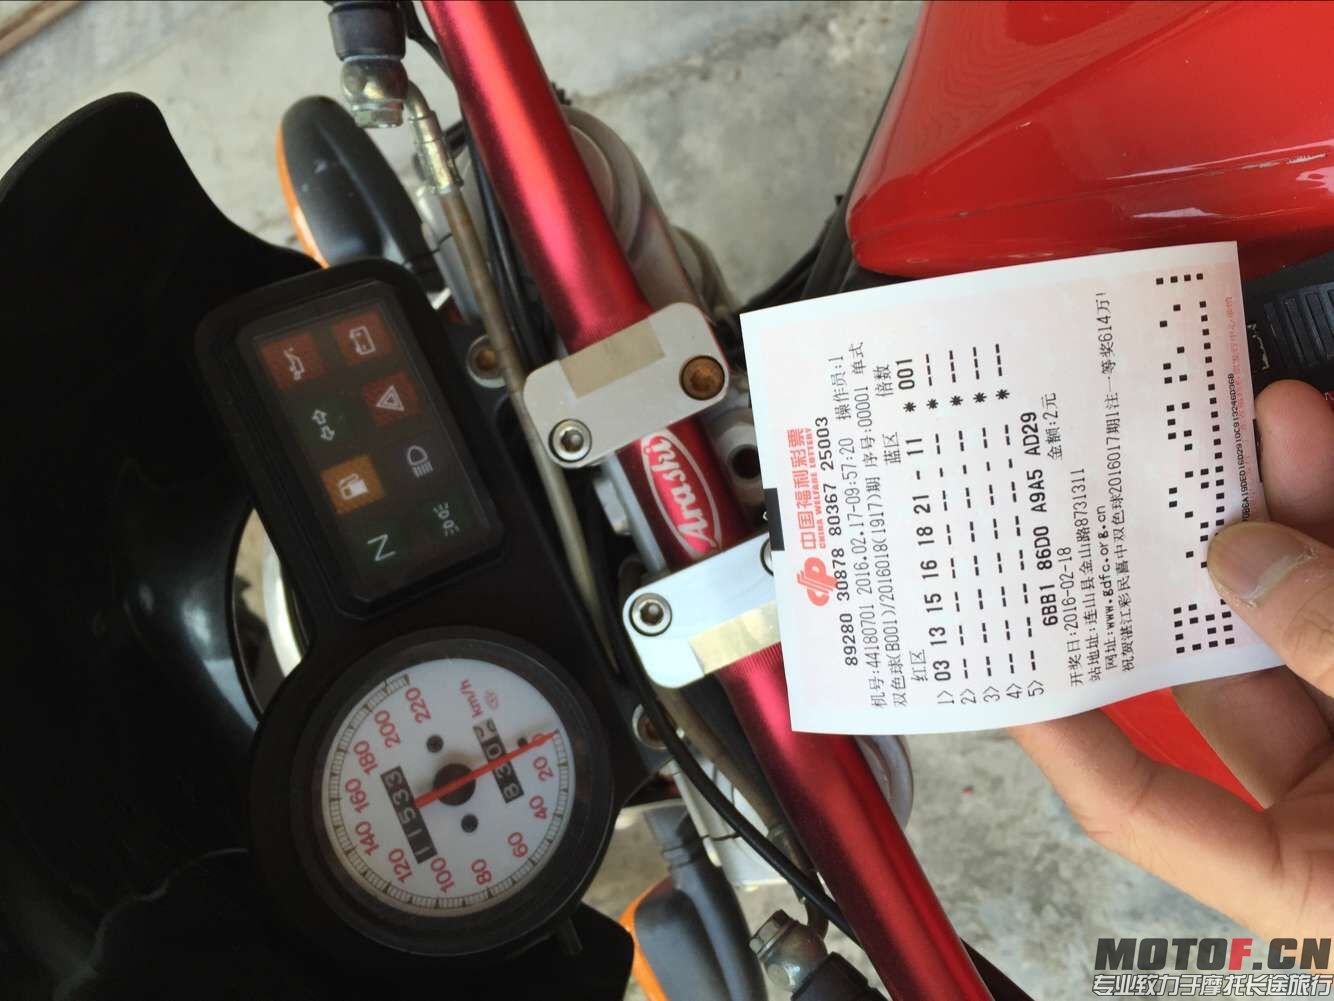 中国福利彩票
CHINA WELFARE LOTTERY
89280 30878 80367 25003
机号:44180701 2016.02.17-09:57:20 操作员:1
双色球(B001)/2016018(1917)期 序号:00001 单式
红区 蓝区 倍数
1> 03 13 15 16 18 21 - 11 * 001
2> -- -- -- -- -- -- - -- * ---
3> -- -- -- -- -- -- - -- * ---
4> -- -- -- -- -- -- - -- * ---
5> -- -- -- -- -- -- - -- * ---
6BB1 86D0 A9A5 AD29
开奖日:2016-02-18 金额:2元
站地址:连山县金山路8731311
网址:www.gdfc.org.cn
祝贺湛江彩民喜中双色球2016017期1注一等奖614万!
Arashi
N
220
200
180
160
140
120
100
80
60
40
20
km/h
MOTOF.CN
专业致力于摩托长途旅行